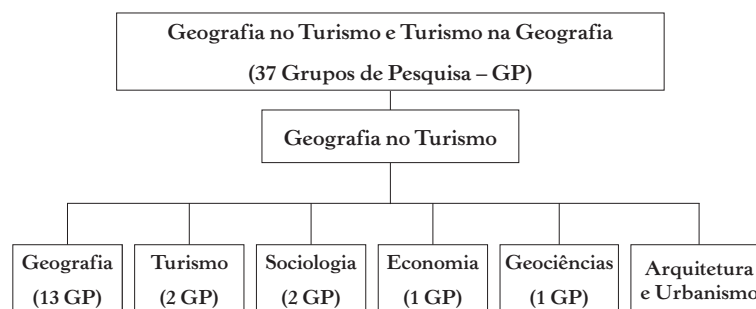 Geografia no Turismo e Turismo na Geografia
(37 Grupos de Pesquisa – GP)
Geografia no Turismo
Geografia
(13 GP)
Turismo
(2 GP)
Sociologia
(2 GP)
Economia
(1 GP)
Geociências
(1 GP)
Arquitetura
e Urbanismo